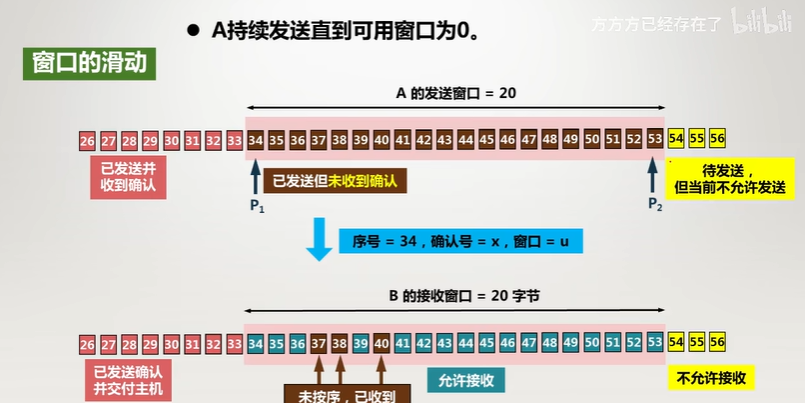 ● A持续发送直到可用窗口为0。
方方方已经存在了 bilibili
窗口的滑动
A 的发送窗口 = 20
26 27 28 29 30 31 32 33 34 35 36 37 38 39 40 41 42 43 44 45 46 47 48 49 50 51 52 53 54 55 56
已发送并
收到确认
P1
已发送但未收到确认
P2
待发送，
但当前不允许发送
序号 = 34，确认号 = x，窗口 = u
B 的接收窗口 = 20 字节
26 27 28 29 30 31 32 33 34 35 36 37 38 39 40 41 42 43 44 45 46 47 48 49 50 51 52 53 54 55 56
已发送确认
并交付主机
未按序，已收到
允许接收
不允许接收